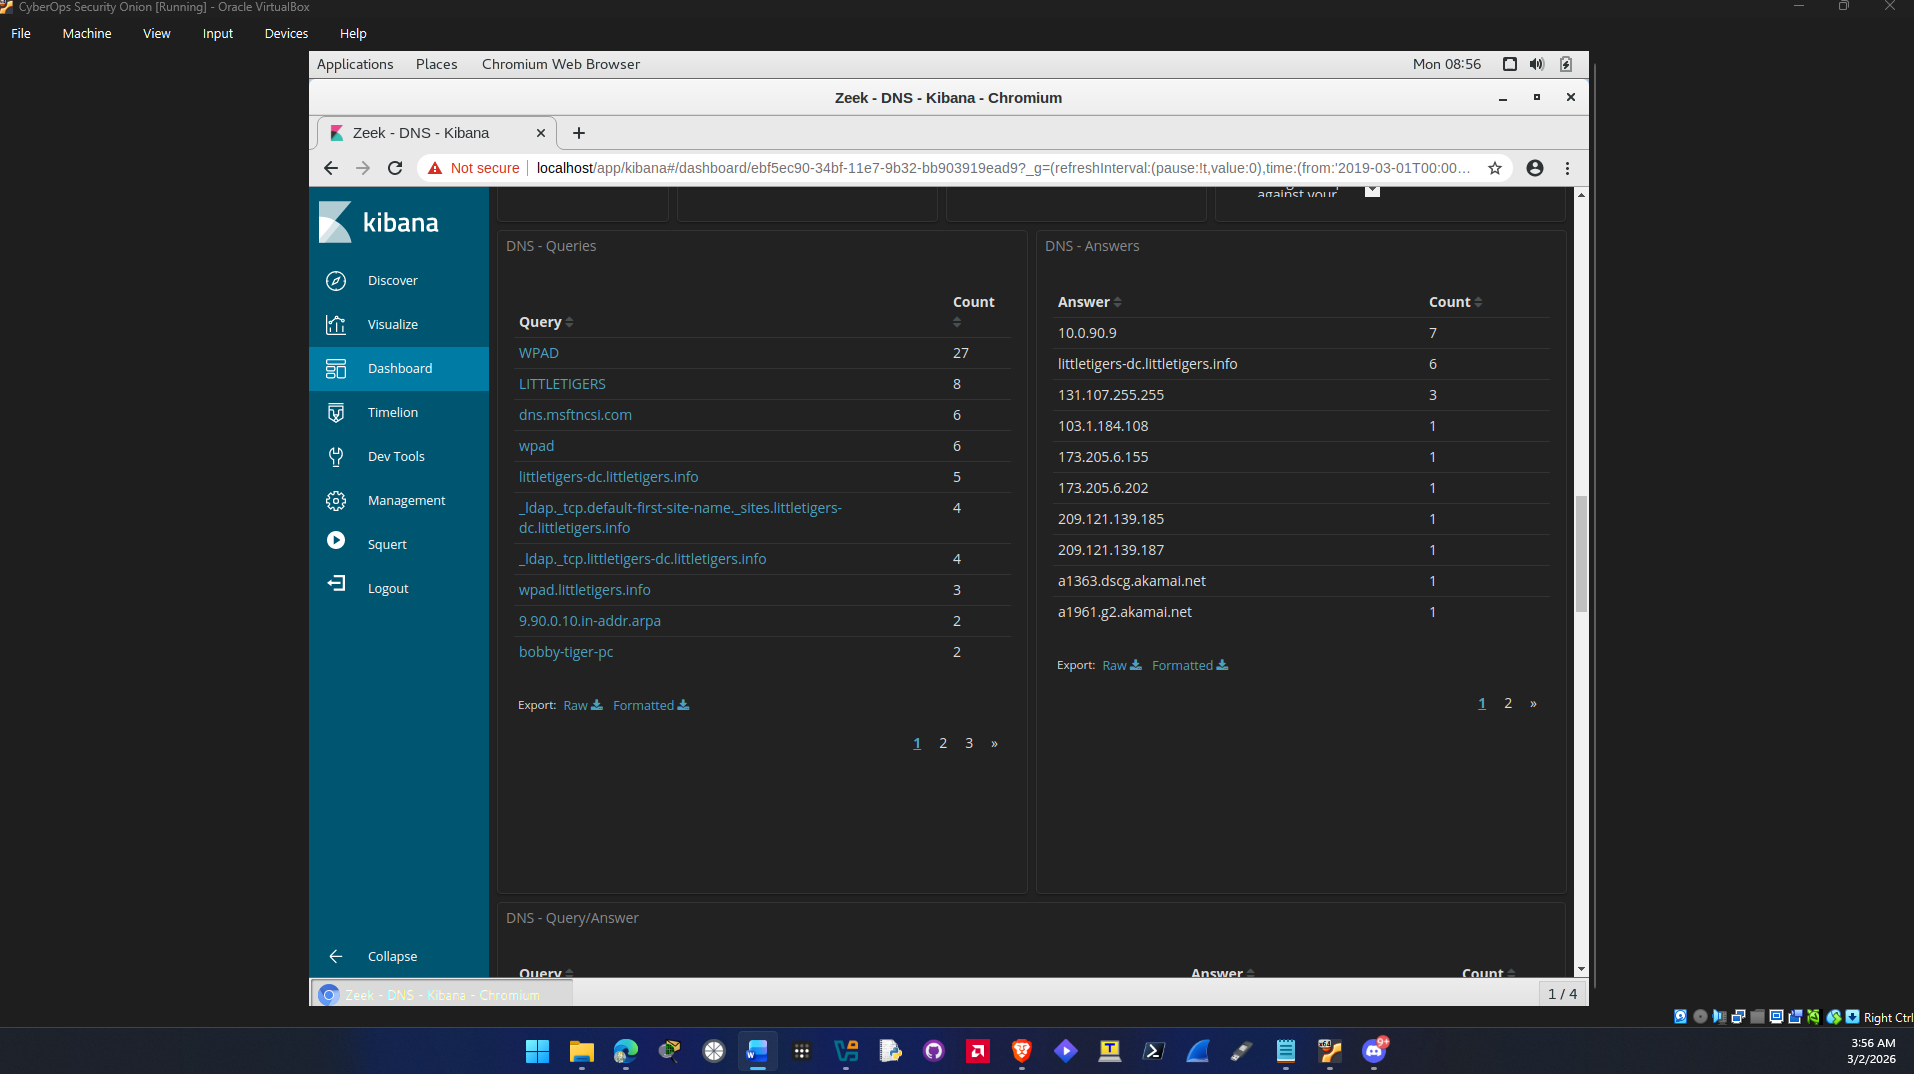 CyberOps Security Onion [Running] - Oracle VirtualBox
File Machine View Input Devices Help
Applications Places Chromium Web Browser Mon 08:56
Zeek - DNS - Kibana - Chromium
Zeek - DNS - Kibana
Not secure localhost/app/kibana#/dashboard/ebf5ec90-34bf-11e7-9b32-bb903919ead9?_g=(refreshInterval:(pause:!t,value:0),time:(from:'2019-03-01T00:00...
kibana
Discover
Visualize
Dashboard
Timelion
Dev Tools
Management
Squert
Logout
Collapse
against your
DNS - Queries
Query Count
WPAD 27
LITTLETIGERS 8
dns.msftncsi.com 6
wpad 6
littletigers-dc.littletigers.info 5
_ldap._tcp.default-first-site-name._sites.littletigers- 4
dc.littletigers.info
_ldap._tcp.littletigers-dc.littletigers.info 4
wpad.littletigers.info 3
9.90.0.10.in-addr.arpa 2
bobby-tiger-pc 2
Export: Raw Formatted
1 2 3 »
DNS - Answers
Answer Count
10.0.90.9 7
littletigers-dc.littletigers.info 6
131.107.255.255 3
103.1.184.108 1
173.205.6.155 1
173.205.6.202 1
209.121.139.185 1
209.121.139.187 1
a1363.dscg.akamai.net 1
a1961.g2.akamai.net 1
Export: Raw Formatted
1 2 »
DNS - Query/Answer
Query Answer Count
Zeek - DNS - Kibana - Chromium
1 / 4
Right Ctrl
3:56 AM
3/2/2026